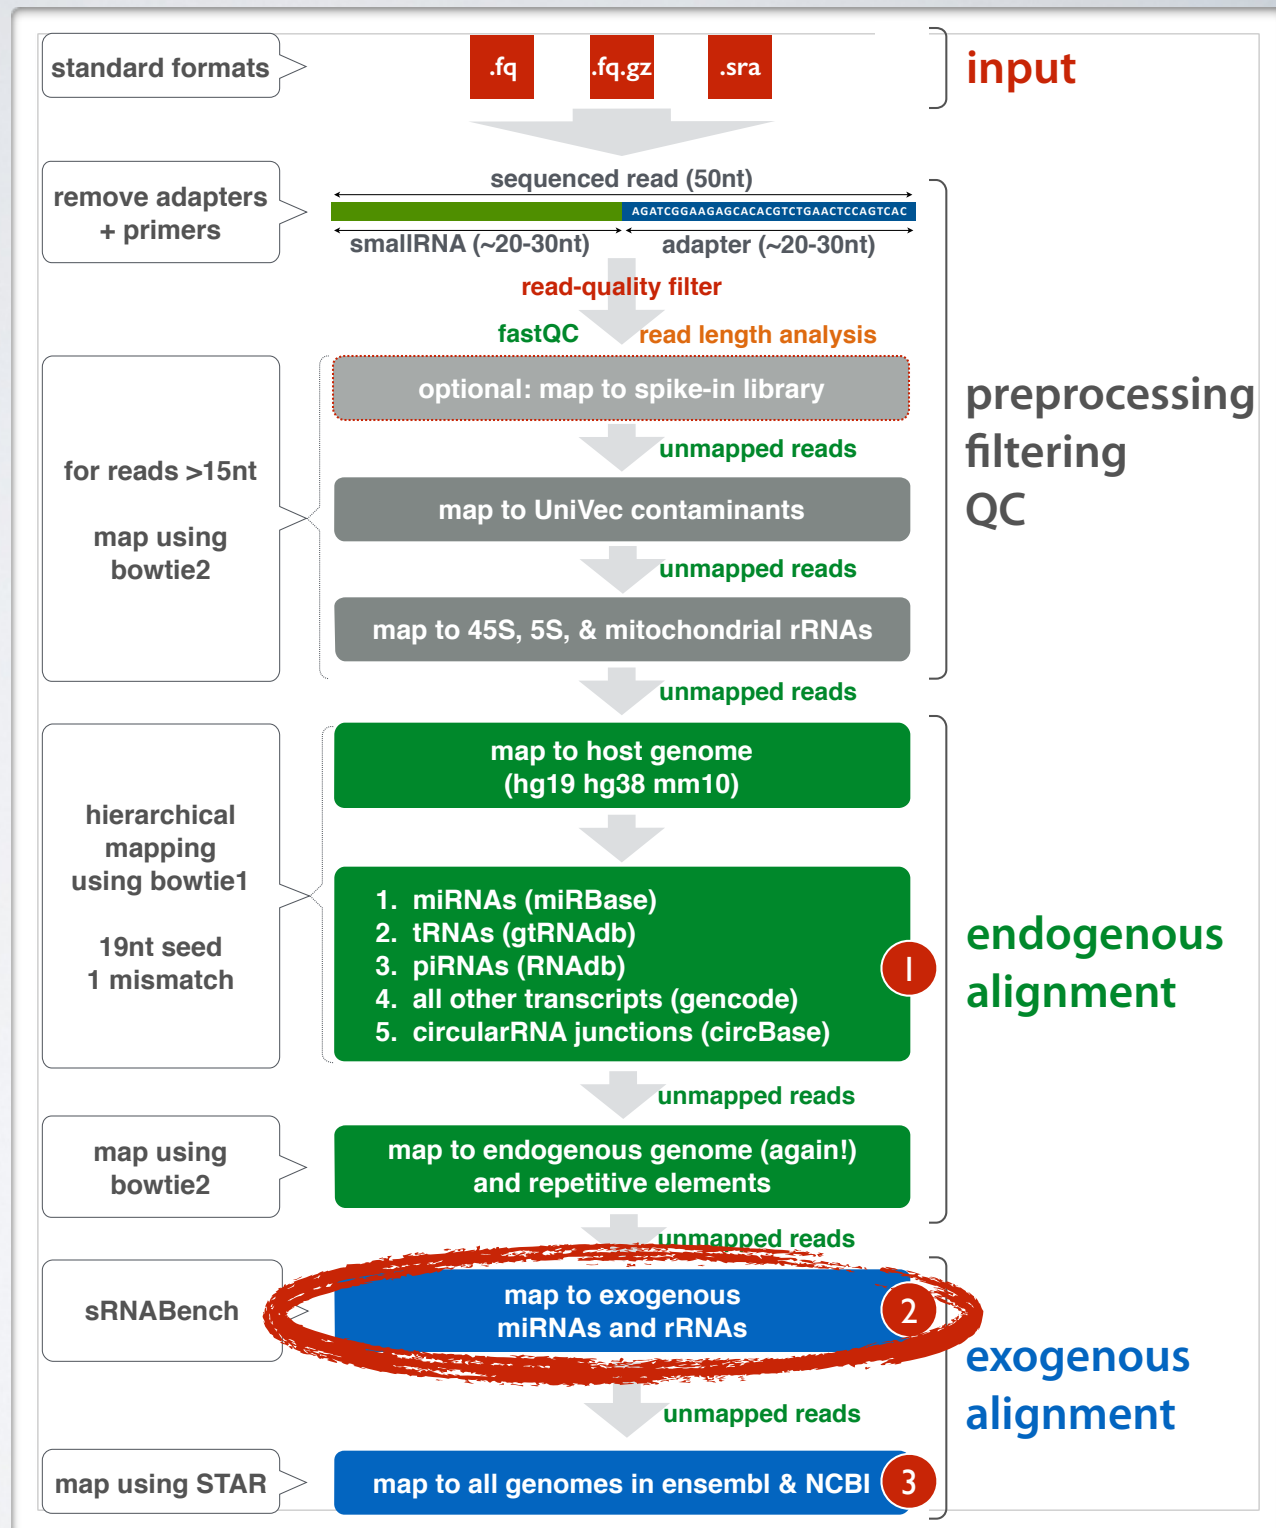 standard formats
.fq
.fq.gz
.sra
input
remove adapters
+ primers
sequenced read (50nt)
AGATCGGAAGAGCACACGTCTGAACTCCAGTCAC
smallRNA (~20-30nt)
adapter (~20-30nt)
read-quality filter
fastQC
read length analysis
preprocessing
filtering
QC
for reads >15nt
map using
bowtie2
optional: map to spike-in library
unmapped reads
map to UniVec contaminants
unmapped reads
map to 45S, 5S, & mitochondrial rRNAs
unmapped reads
hierarchical
mapping
using bowtie1
19nt seed
1 mismatch
map to host genome
(hg19 hg38 mm10)
1. miRNAs (miRBase)
2. tRNAs (gtRNAdb)
3. piRNAs (RNAdb)
4. all other transcripts (gencode)
5. circularRNA junctions (circBase)
1
endogenous
alignment
unmapped reads
map using
bowtie2
map to endogenous genome (again!)
and repetitive elements
unmapped reads
sRNABench
map to exogenous
miRNAs and rRNAs
2
exogenous
alignment
unmapped reads
map using STAR
map to all genomes in ensembl & NCBI
3